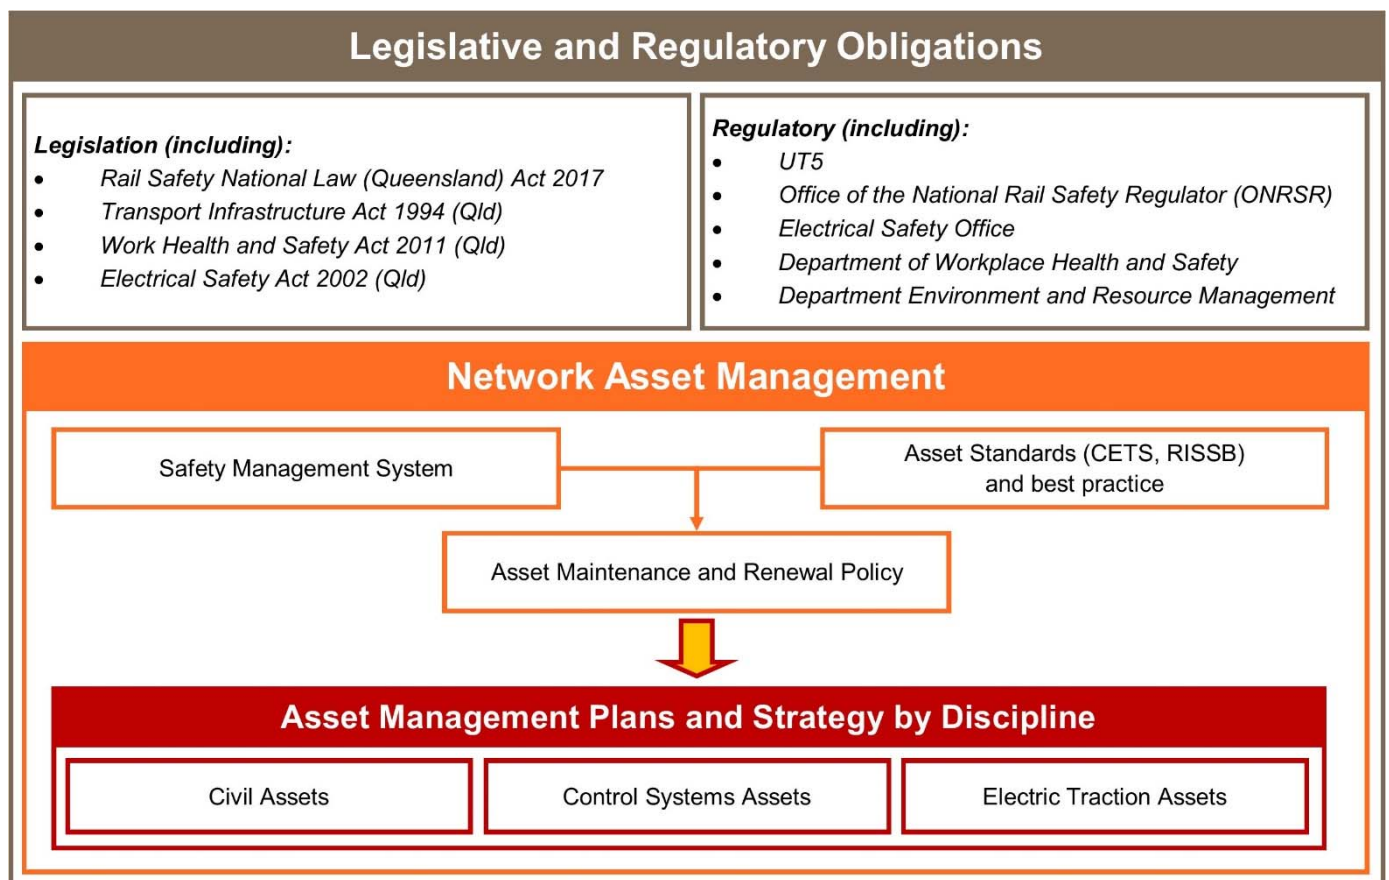 Legislative and Regulatory Obligations
Legislation (including):
• Rail Safety National Law (Queensland) Act 2017
• Transport Infrastructure Act 1994 (Qld)
• Work Health and Safety Act 2011 (Qld)
• Electrical Safety Act 2002 (Qld)
Regulatory (including):
• UT5
• Office of the National Rail Safety Regulator (ONRSR)
• Electrical Safety Office
• Department of Workplace Health and Safety
• Department Environment and Resource Management
Network Asset Management
Safety Management System
Asset Standards (CETS, RISSB)
and best practice
Asset Maintenance and Renewal Policy
Asset Management Plans and Strategy by Discipline
Civil Assets
Control Systems Assets
Electric Traction Assets